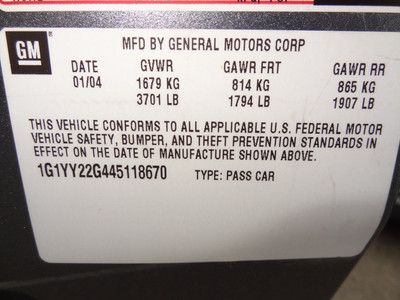 GM
MFD BY GENERAL MOTORS CORP
DATE GVWR GAWR FRT GAWR RR
01/04 1679 KG 814 KG 865 KG
3701 LB 1794 LB 1907 LB
THIS VEHICLE CONFORMS TO ALL APPLICABLE U.S. FEDERAL MOTOR
VEHICLE SAFETY, BUMPER, AND THEFT PREVENTION STANDARDS IN
EFFECT ON THE DATE OF MANUFACTURE SHOWN ABOVE.
1G1YY22G445118670 TYPE: PASS CAR